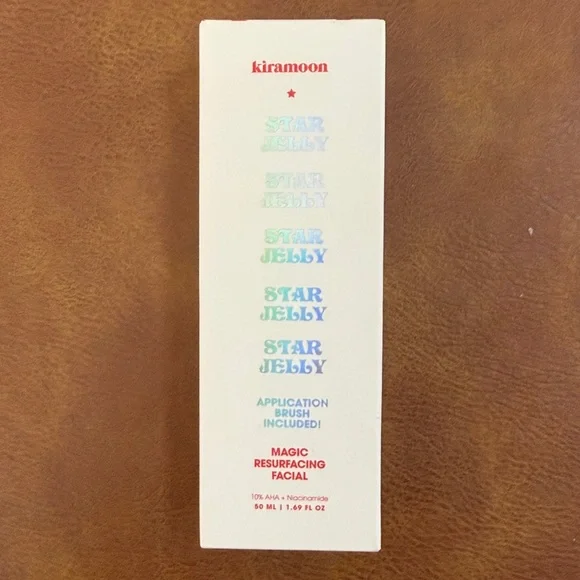 kiramoon
STAR
JELLY
STAR
JELLY
STAR
JELLY
STAR
JELLY
STAR
JELLY
APPLICATION
BRUSH
INCLUDED!
MAGIC
RESURFACING
FACIAL
10% AHA + Niacinamide
50 ML | 1.69 FL OZ